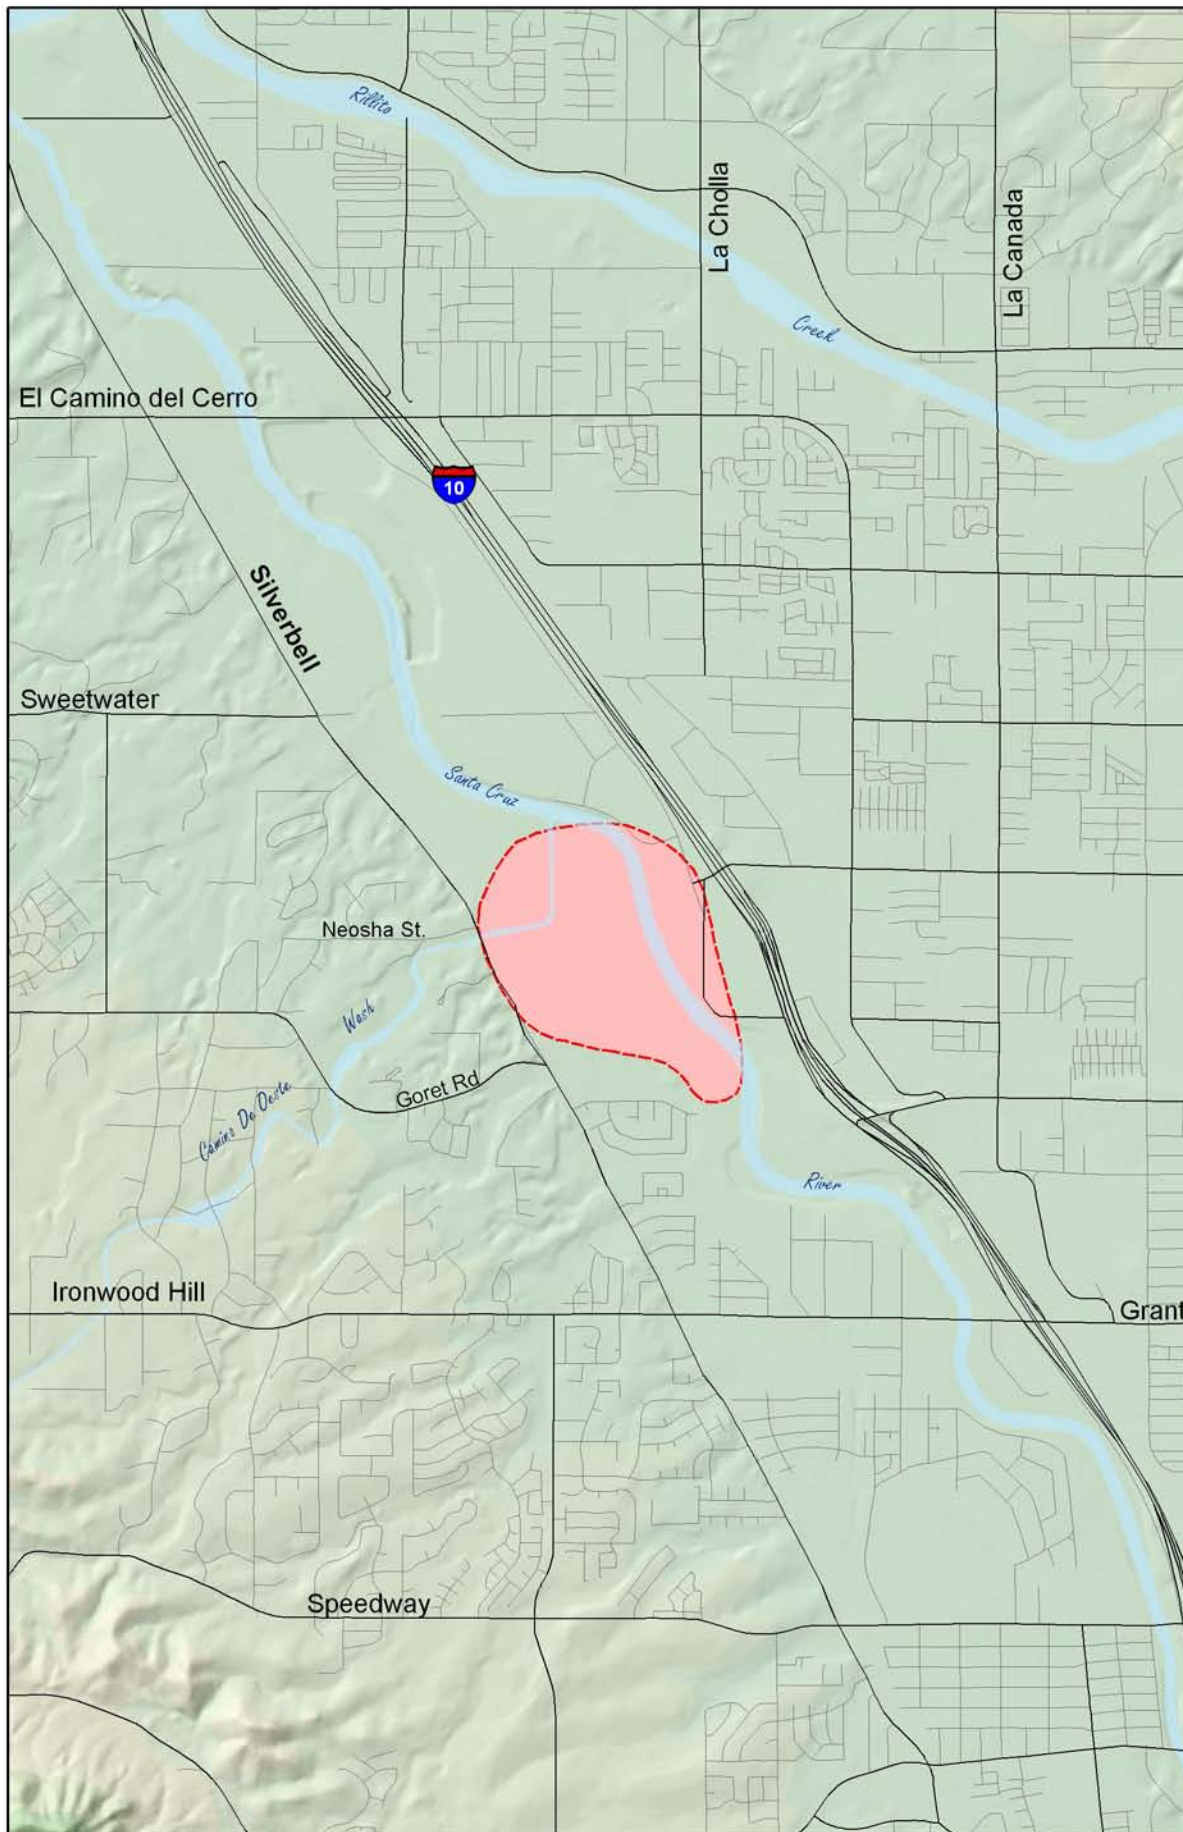 Rillito
La Cholla
La Canada
Creek
El Camino del Cerro
10
Silverbell
Sweetwater
Santa Cruz
Neosha St.
Wash
Goret Rd
Camino De Oeste
River
Ironwood Hill
Grant
Speedway